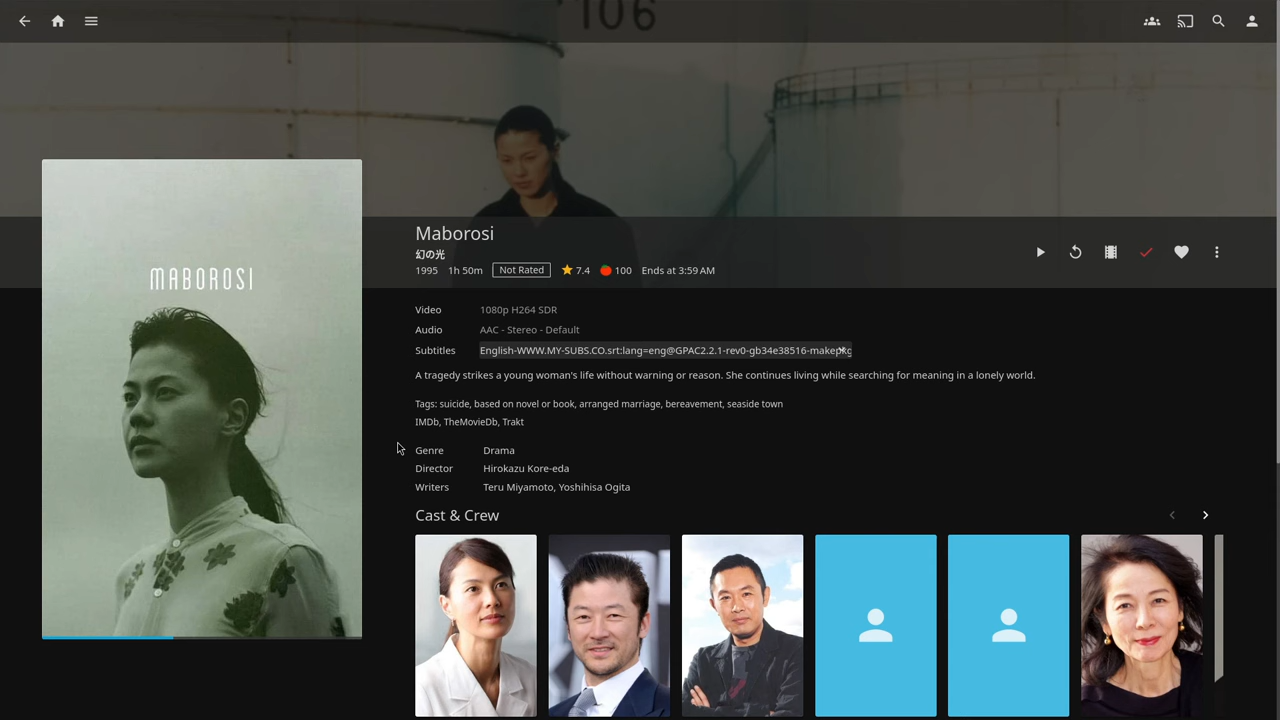 106
Maborosi
幻の光
1995 1h 50m Not Rated 7.4 100 Ends at 3:59 AM
MABOROSI
Video 1080p H264 SDR
Audio AAC - Stereo - Default
Subtitles English-WWW.MY-SUBS.CO.srt:lang=eng@GPAC2.2.1-rev0-gb34e38516-makepkg
A tragedy strikes a young woman's life without warning or reason. She continues living while searching for meaning in a lonely world.
Tags: suicide, based on novel or book, arranged marriage, bereavement, seaside town
IMDb, TheMovieDb, Trakt
Genre Drama
Director Hirokazu Kore-eda
Writers Teru Miyamoto, Yoshihisa Ogita
Cast & Crew